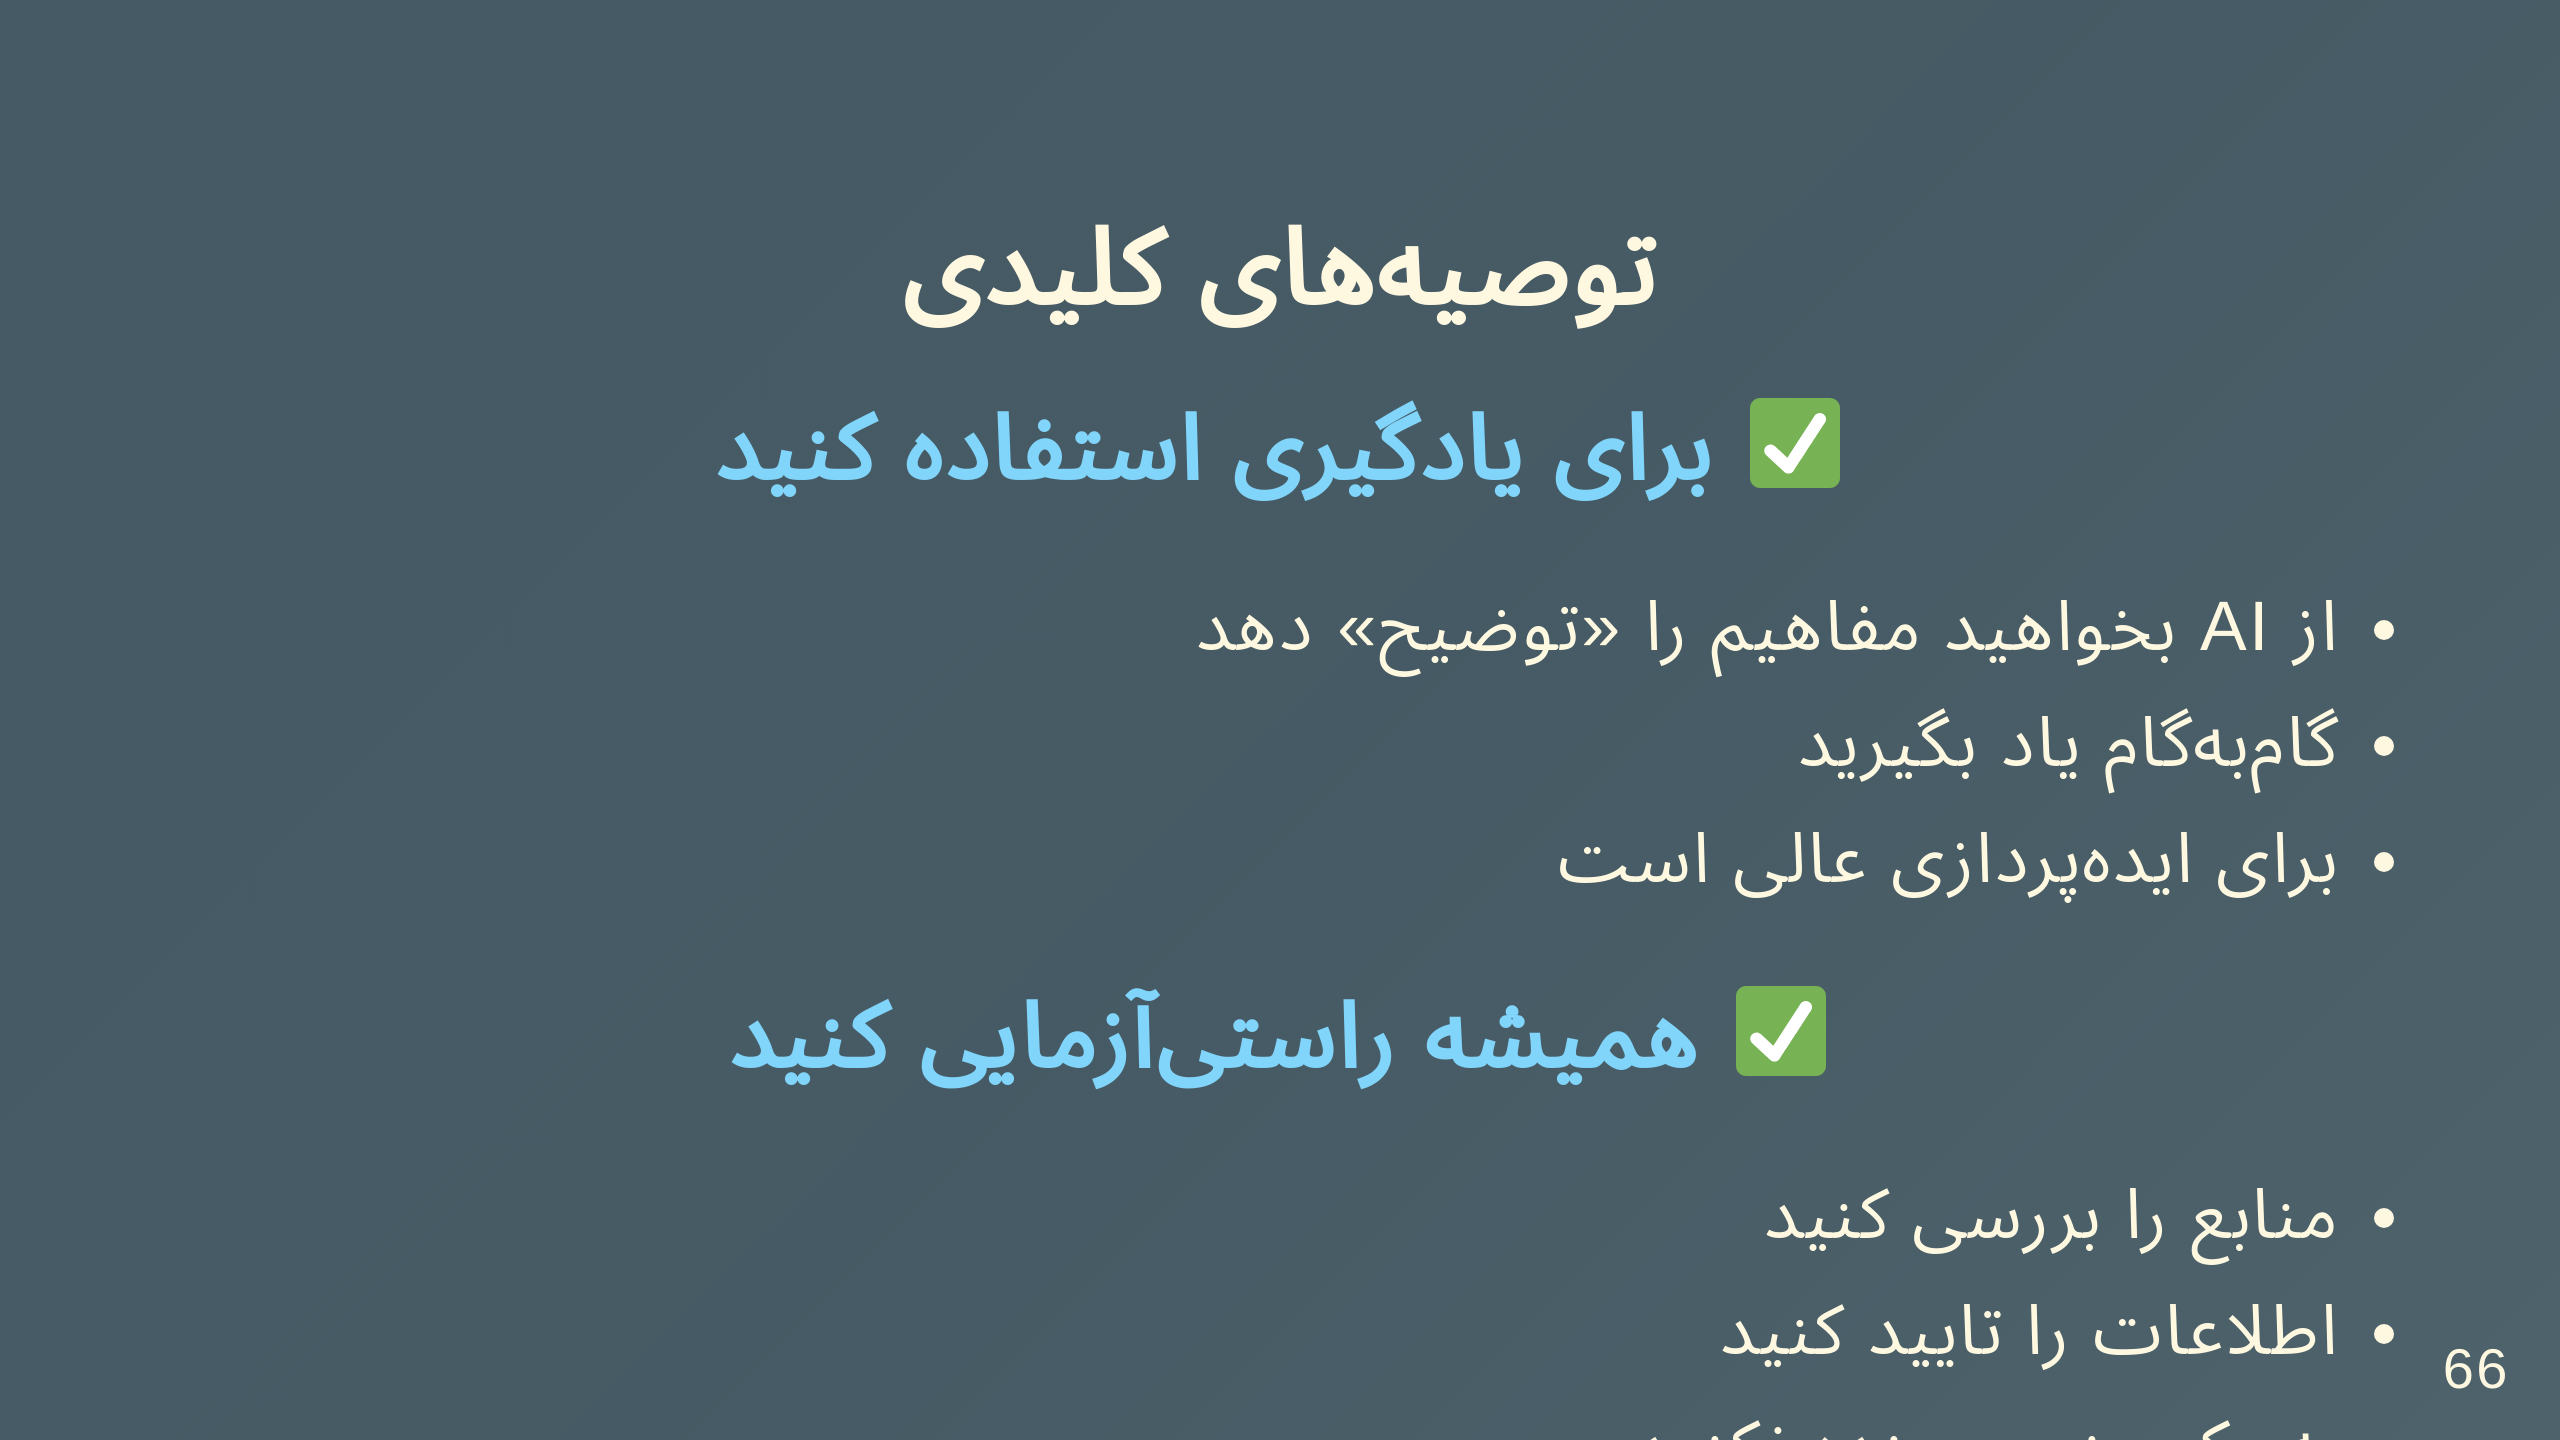 توصیه‌های کلیدی
✅ برای یادگیری استفاده کنید
• از AI بخواهید مفاهیم را «توضیح» دهد
• گام‌به‌گام یاد بگیرید
• برای ایده‌پردازی عالی است
✅ همیشه راستی‌آزمایی کنید
• منابع را بررسی کنید
• اطلاعات را تایید کنید
66